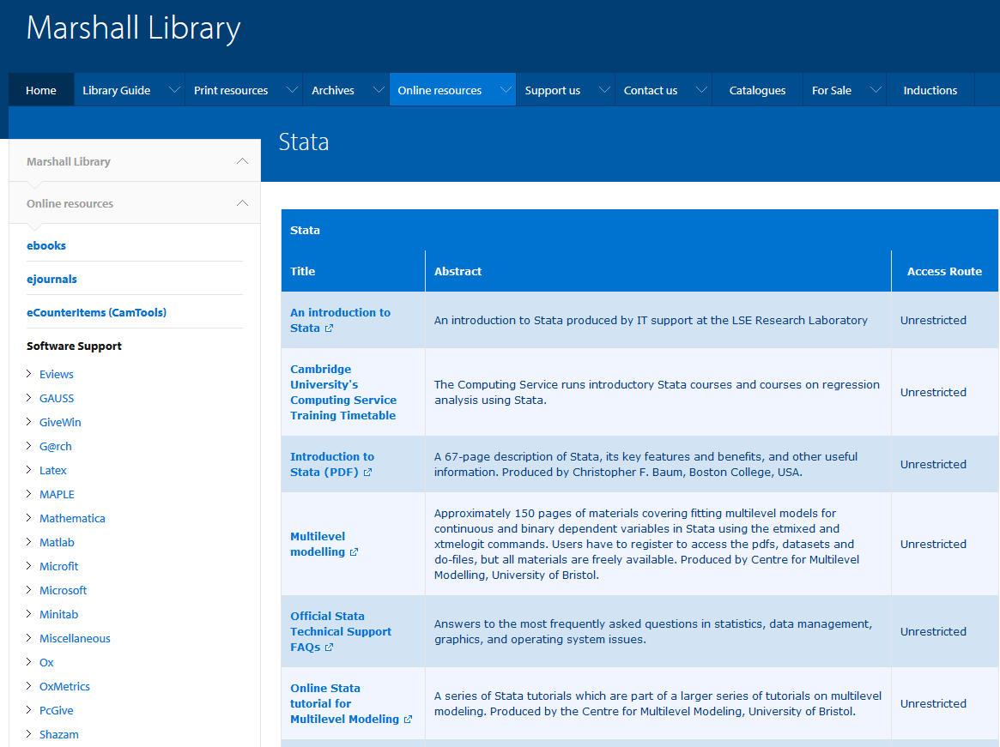 Marshall Library
Home
Library Guide
Print resources
Archives
Online resources
Support us
Contact us
Catalogues
For Sale
Inductions
Stata
Marshall Library
Online resources
ebooks
ejournals
eCounterItems (CamTools)
Software Support
Eviews
GAUSS
GiveWin
G@rch
Latex
MAPLE
Mathematica
Matlab
Microfit
Microsoft
Minitab
Miscellaneous
Ox
OxMetrics
PcGive
Shazam
Stata
Title
Abstract
Access Route
An introduction to
Stata
An introduction to Stata produced by IT support at the LSE Research Laboratory
Unrestricted
Cambridge
University's
Computing Service
Training Timetable
The Computing Service runs introductory Stata courses and courses on regression
analysis using Stata.
Unrestricted
Introduction to
Stata (PDF)
A 67-page description of Stata, its key features and benefits, and other useful
information. Produced by Christopher F. Baum, Boston College, USA.
Unrestricted
Multilevel
modelling
Approximately 150 pages of materials covering fitting multilevel models for
continuous and binary dependent variables in Stata using the etmixed and
xtmelogit commands. Users have to register to access the pdfs, datasets and
do-files, but all materials are freely available. Produced by Centre for Multilevel
Modelling, University of Bristol.
Unrestricted
Official Stata
Technical Support
FAQs
Answers to the most frequently asked questions in statistics, data management,
graphics, and operating system issues.
Unrestricted
Online Stata
tutorial for
Multilevel Modeling
A series of Stata tutorials which are part of a larger series of tutorials on multilevel
modeling. Produced by the Centre for Multilevel Modeling, University of Bristol.
Unrestricted